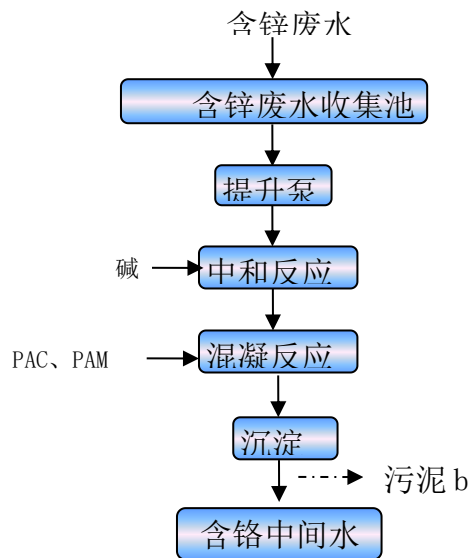 含锌废水
含锌废水收集池
提升泵
碱
中和反应
PAC、PAM
混凝反应
沉淀
污泥b
含铬中间水